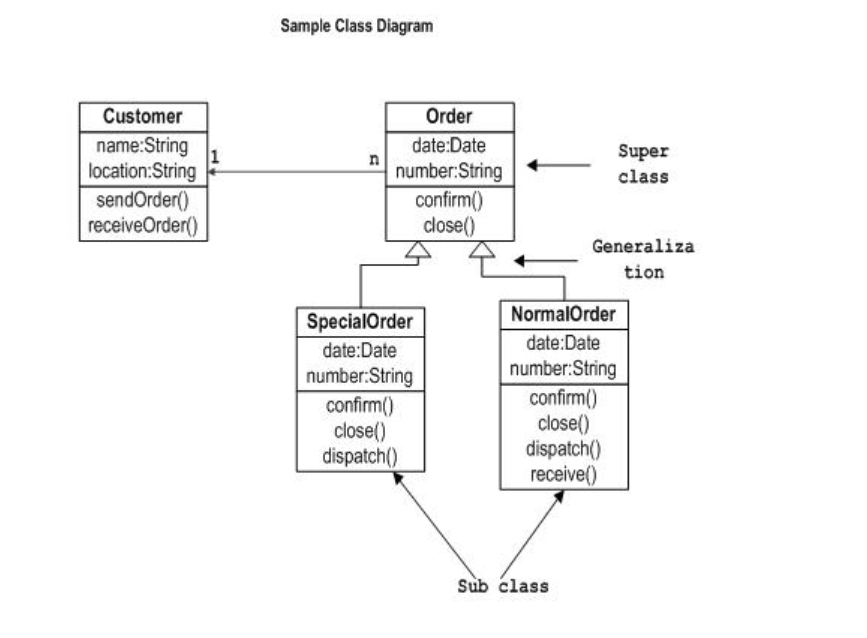 Sample Class Diagram
Customer
name:String
location:String
sendOrder()
receiveOrder()
1
n
Order
date:Date
number:String
confirm()
close()
Super
class
Generaliza
tion
SpecialOrder
date:Date
number:String
confirm()
close()
dispatch()
NormalOrder
date:Date
number:String
confirm()
close()
dispatch()
receive()
Sub class